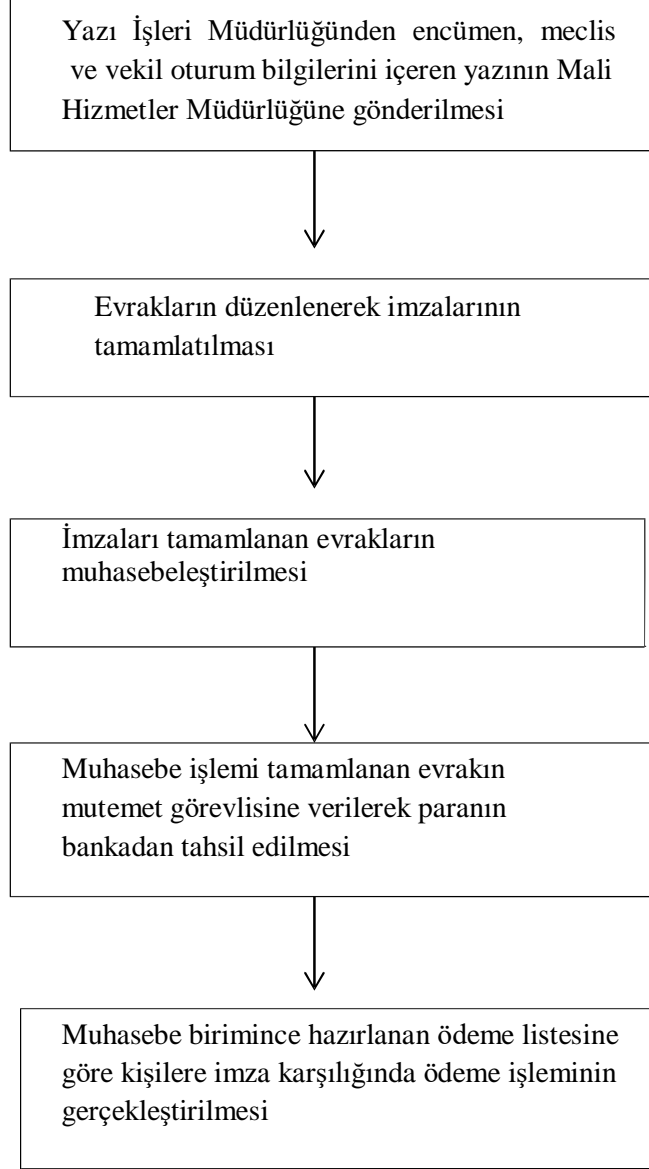 Yazı İşleri Müdürlüğünden encümen, meclis
ve vekil oturum bilgilerini içeren yazının Mali
Hizmetler Müdürlüğüne gönderilmesi
Evrakların düzenlenerek imzalarının
tamamlatılması
İmzaları tamamlanan evrakların
muhasebeleştirilmesi
Muhasebe işlemi tamamlanan evrakın
mutemet görevlisine verilerek paranın
bankadan tahsil edilmesi
Muhasebe birimince hazırlanan ödeme listesine
göre kişilere imza karşılığında ödeme işleminin
gerçekleştirilmesi